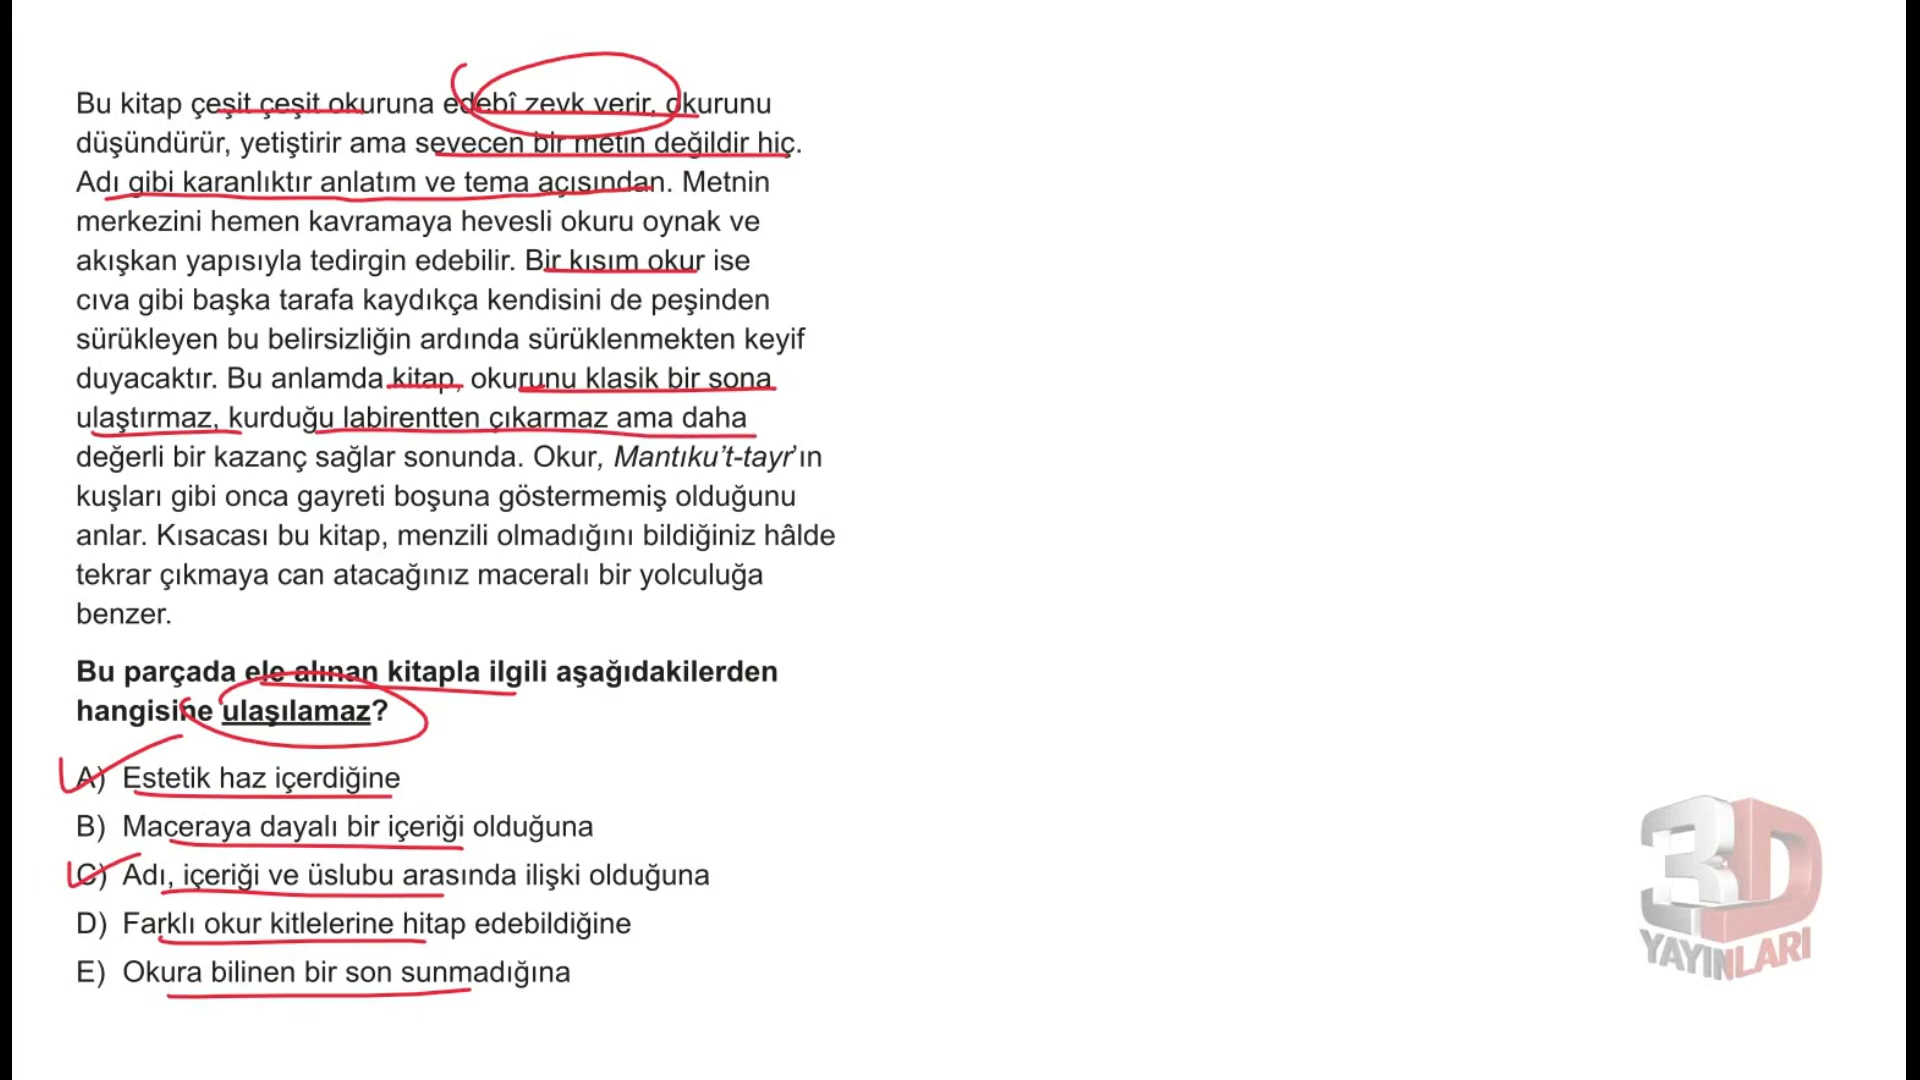 Bu kitap çeşit çeşit okuruna edebî zevk verir, okurunu
düşündürür, yetiştirir ama sevecen bir metin değildir hiç.
Adı gibi karanlıktır anlatım ve tema açısından. Metnin
merkezini hemen kavramaya hevesli okuru oynak ve
akışkan yapısıyla tedirgin edebilir. Bir kısım okur ise
cıva gibi başka tarafa kaydıkça kendisini de peşinden
sürükleyen bu belirsizliğin ardında sürüklenmekten keyif
duyacaktır. Bu anlamda kitap, okurunu klasik bir sona
ulaştırmaz, kurduğu labirentten çıkarmaz ama daha
değerli bir kazanç sağlar sonunda. Okur, Mantıku’t-tayr’ın
kuşları gibi onca gayreti boşuna göstermemiş olduğunu
anlar. Kısacası bu kitap, menzili olmadığını bildiğiniz hâlde
tekrar çıkmaya can atacağınız maceralı bir yolculuğa
benzer.
Bu parçada ele alınan kitapla ilgili aşağıdakilerden
hangisine ulaşılamaz?
A) Estetik haz içerdiğine
B) Maceraya dayalı bir içeriği olduğuna
C) Adı, içeriği ve üslubu arasında ilişki olduğuna
D) Farklı okur kitlelerine hitap edebildiğine
E) Okura bilinen bir son sunmadığına
3D
YAYINLARI